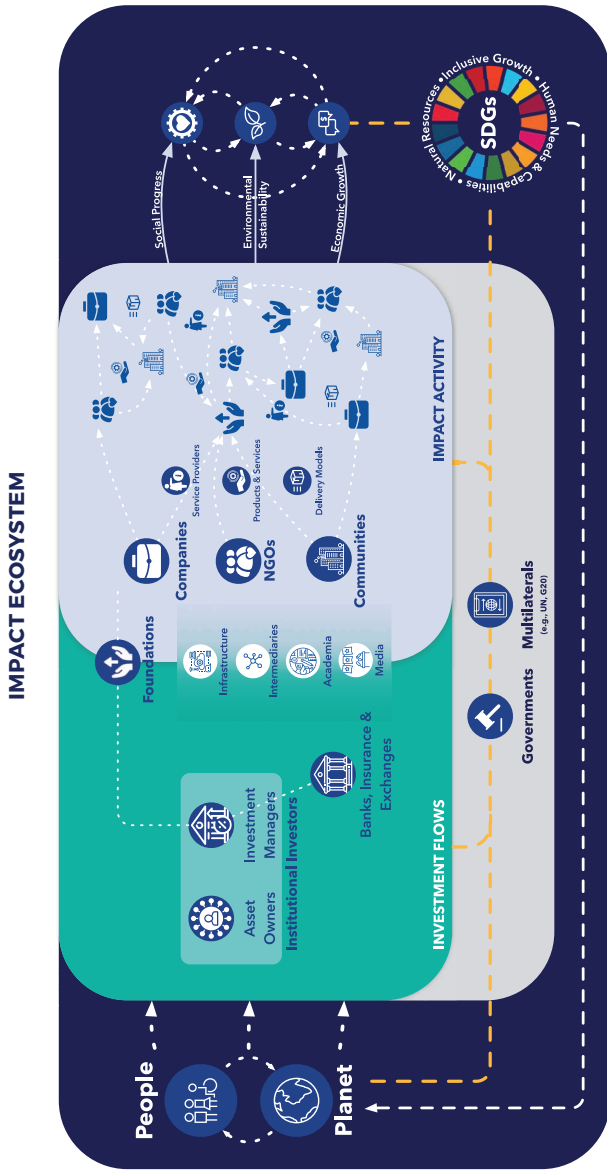 IMPACT ECOSYSTEM
People
Planet
Asset
Owners
Investment
Managers
Institutional Investors
Banks, Insurance &
Exchanges
INVESTMENT FLOWS
Foundations
Infrastructure
Intermediaries
Academia
Media
Companies
NGOs
Communities
Service Providers
Products & Services
Delivery Models
IMPACT ACTIVITY
Governments
Multilaterals
(e.g., UN, G20)
Social Progress
Environmental
Sustainability
Economic Growth
SDGs
Natural Resources • Inclusive Growth • Human Needs & Capabilities •